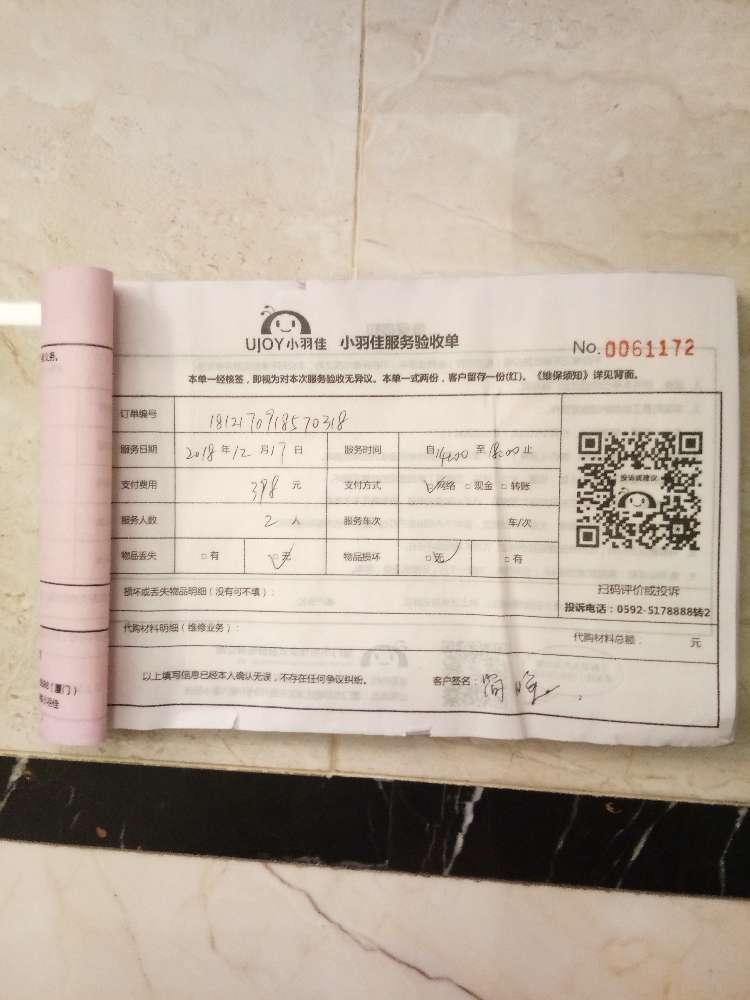 UJOY小羽佳 小羽佳服务验收单 No. 0061172
本单一经核签，即视为对本次服务验收无异议。本单一式两份，客户留存一份(红)。《维保须知》详见背面。
订单编号 1812170918570318
服务日期 2018年12月17日 服务时间 自14:00至18:00止
支付费用 398元 支付方式 □网络 □现金 □转账
服务人数 2人 服务车次 车/次
物品丢失 □有 □无 物品损坏 □无 □有
投诉或建议
扫码评价或投诉
投诉电话：0592-5178888转2
损坏或丢失物品明细（没有可不填）：
代购材料明细（维修业务）： 代购材料总额： 元
以上填写信息已经本人确认无误，不存在任何争议纠纷。 客户签名：